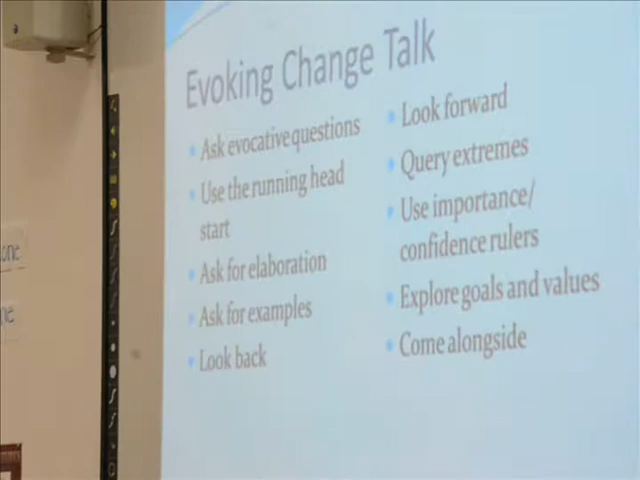 Evoking Change Talk
Ask evocative questions
Use the running head
start
Ask for elaboration
Ask for examples
Look back
Look forward
Query extremes
Use importance/
confidence rulers
Explore goals and values
Come alongside